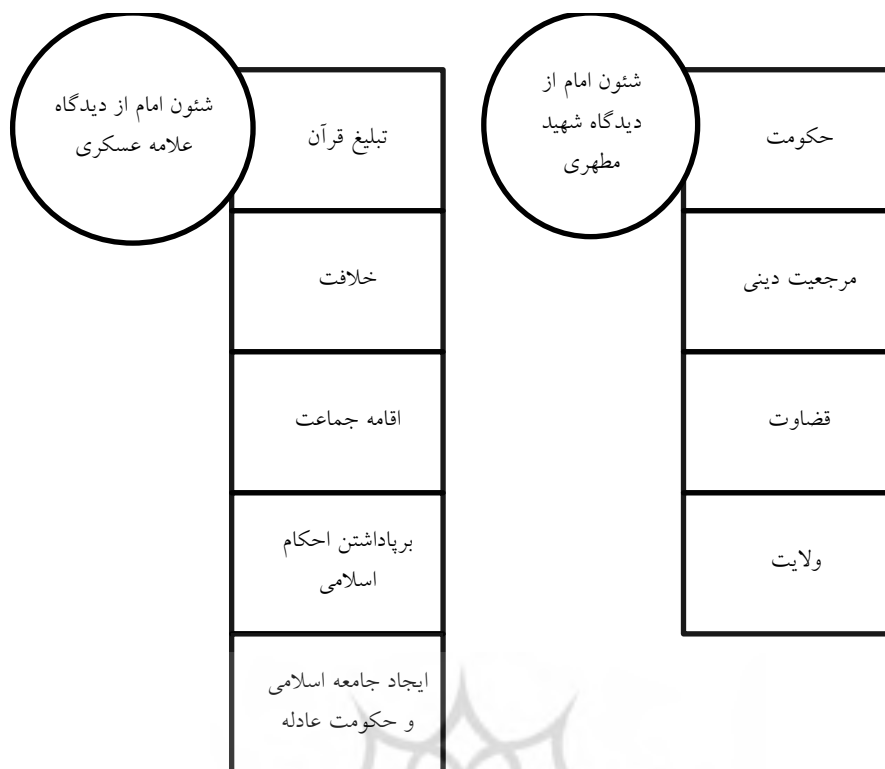 شئون امام از
دیدگاه شهید
مطهری
حکومت
مرجعیت دینی
قضاوت
ولایت
شئون امام از دیدگاه
علامه عسکری
تبلیغ قرآن
خلافت
اقامه جماعت
برپاداشتن احکام
اسلامی
ایجاد جامعه اسلامی
و حکومت عادله